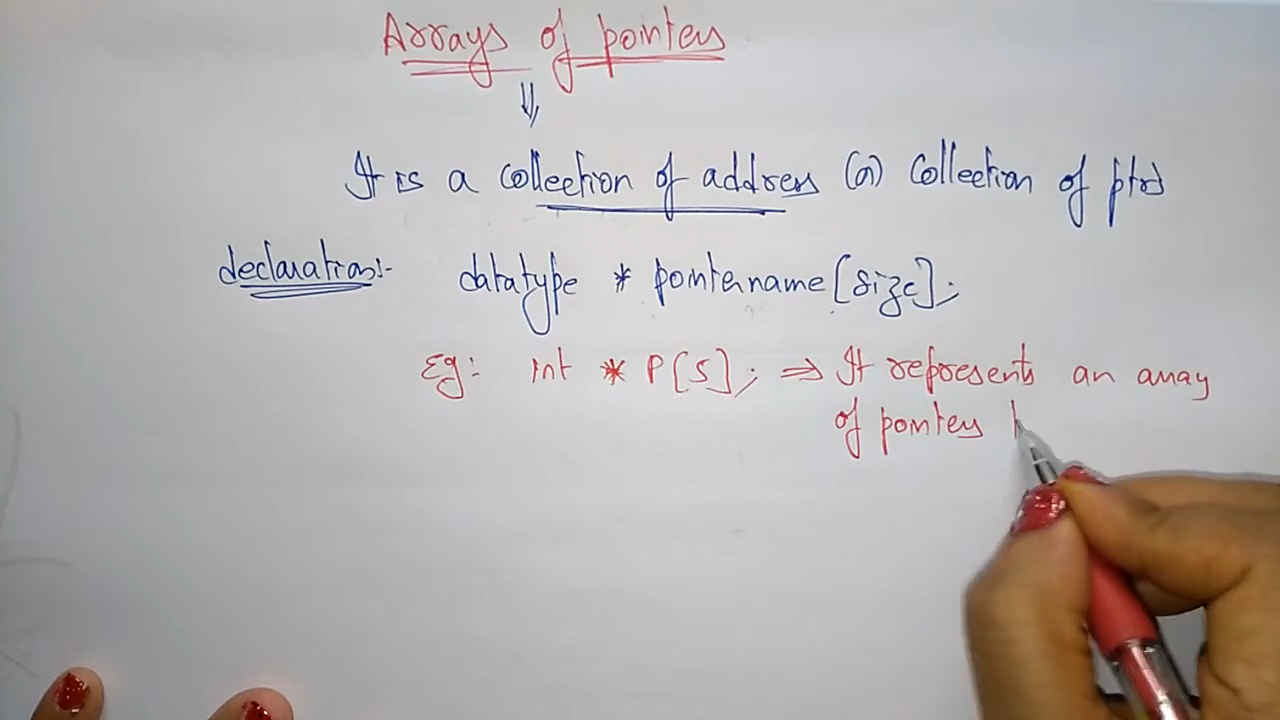 Arrays of pointers
It is a collection of address (or) collection of ptrs
declaration:- datatype * pointername[size];
Eg: int * P[5]; ⇒ It represents an array
of pointers